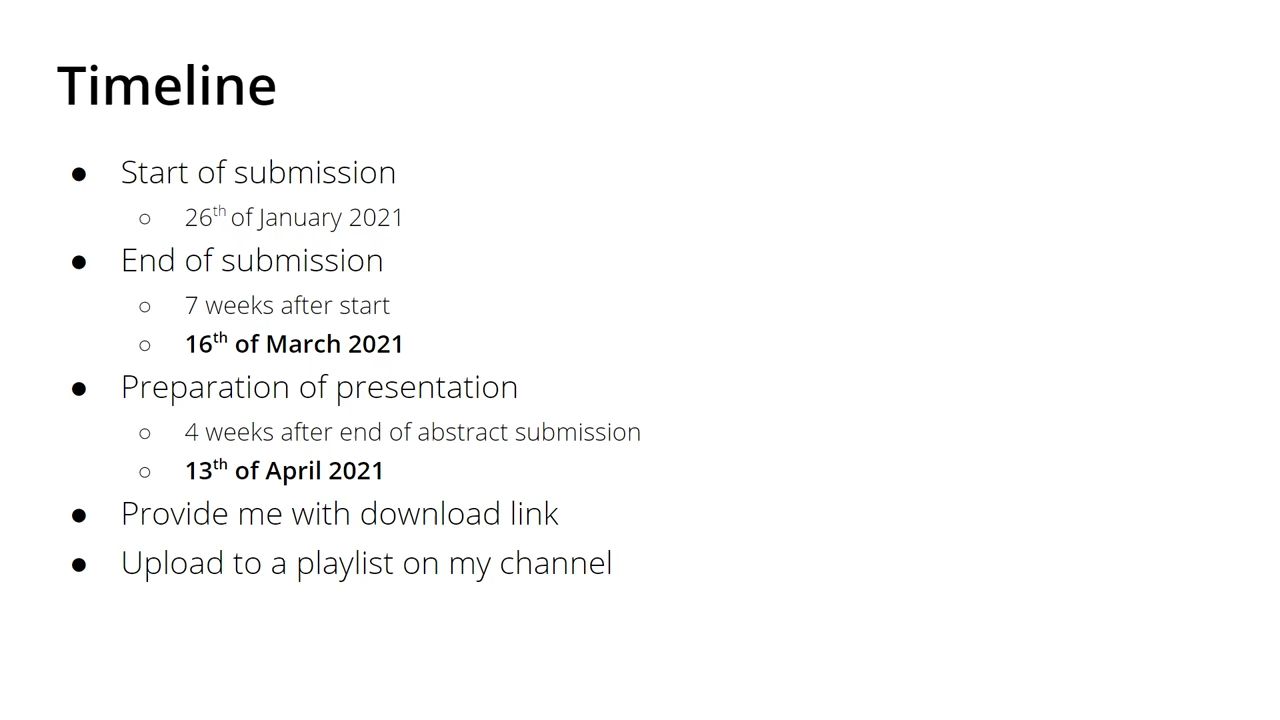 Timeline
● Start of submission
○ 26th of January 2021
● End of submission
○ 7 weeks after start
○ 16th of March 2021
● Preparation of presentation
○ 4 weeks after end of abstract submission
○ 13th of April 2021
● Provide me with download link
● Upload to a playlist on my channel